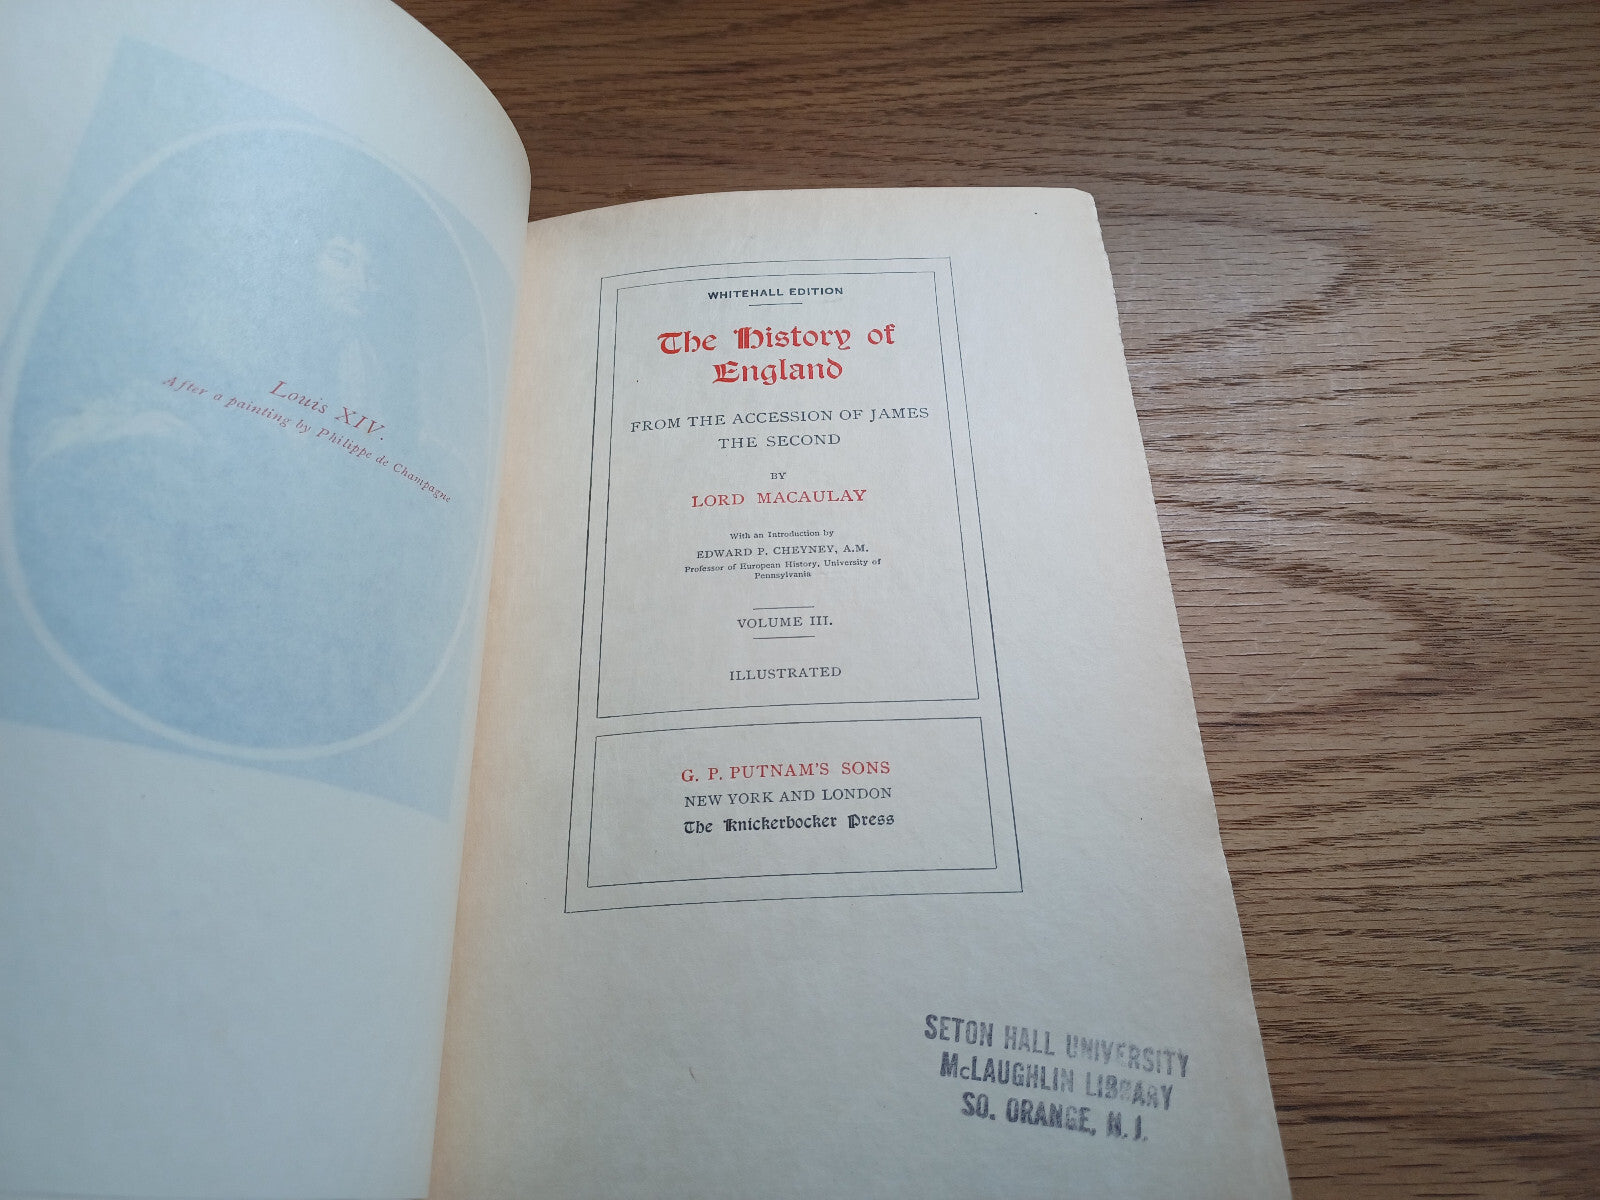 Louis XIV.
After a painting by Philippe de Champagne
WHITEHALL EDITION
The History of
England
FROM THE ACCESSION OF JAMES
THE SECOND
BY
LORD MACAULAY
With an Introduction by
EDWARD P. CHEYNEY, A.M.
Professor of European History, University of
Pennsylvania
VOLUME III.
ILLUSTRATED
G. P. PUTNAM'S SONS
NEW YORK AND LONDON
The Knickerbocker Press
SETON HALL UNIVERSITY
McLAUGHLIN LIBRARY
SO. ORANGE, N. J.